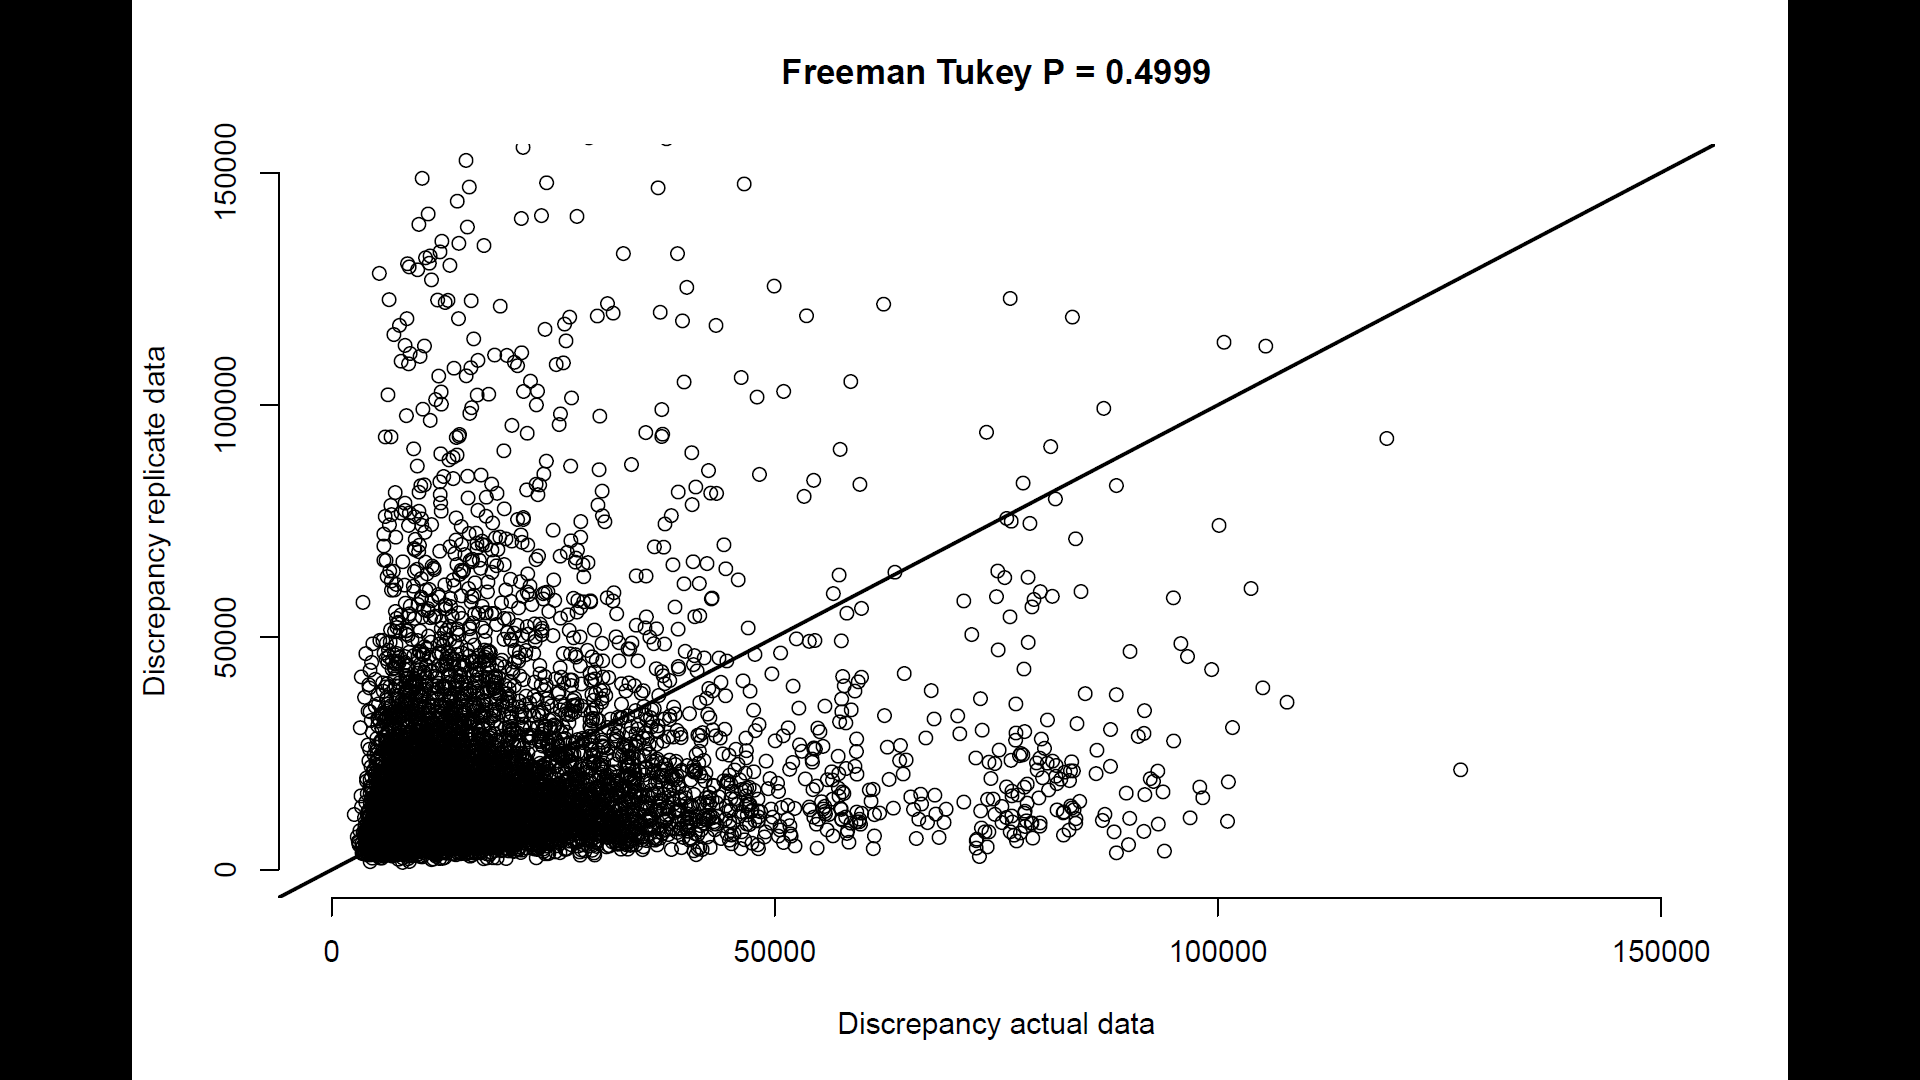 Freeman Tukey P = 0.4999
Discrepancy replicate data
150000
100000
50000
0
0 50000 100000 150000
Discrepancy actual data